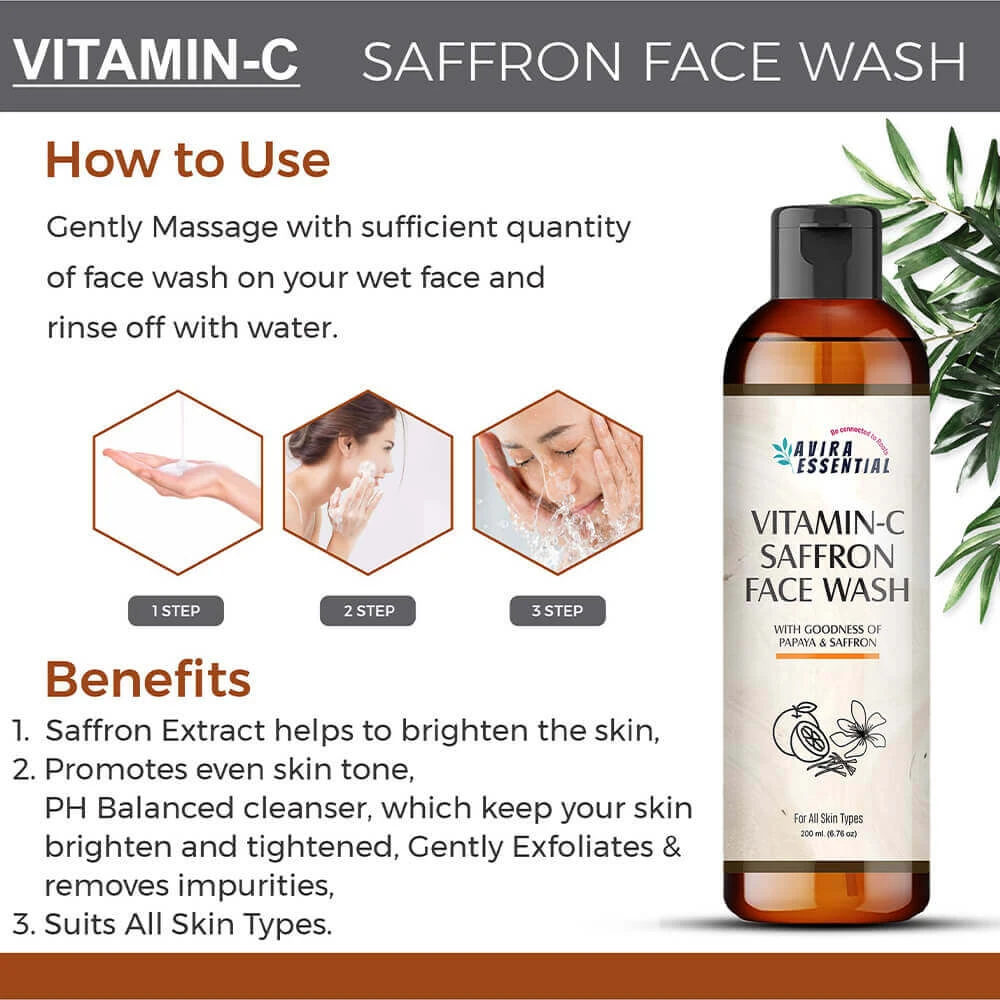 VITAMIN-C SAFFRON FACE WASH
How to Use
Gently Massage with sufficient quantity
of face wash on your wet face and
rinse off with water.
1 STEP
2 STEP
3 STEP
Benefits
1. Saffron Extract helps to brighten the skin,
2. Promotes even skin tone,
PH Balanced cleanser, which keep your skin
brighten and tightened, Gently Exfoliates &
removes impurities,
3. Suits All Skin Types.
Be connected to Roots
AVIRA
ESSENTIAL
VITAMIN-C
SAFFRON
FACE WASH
WITH GOODNESS OF
PAPAYA & SAFFRON
For All Skin Types
200 ml. (6.76 oz)